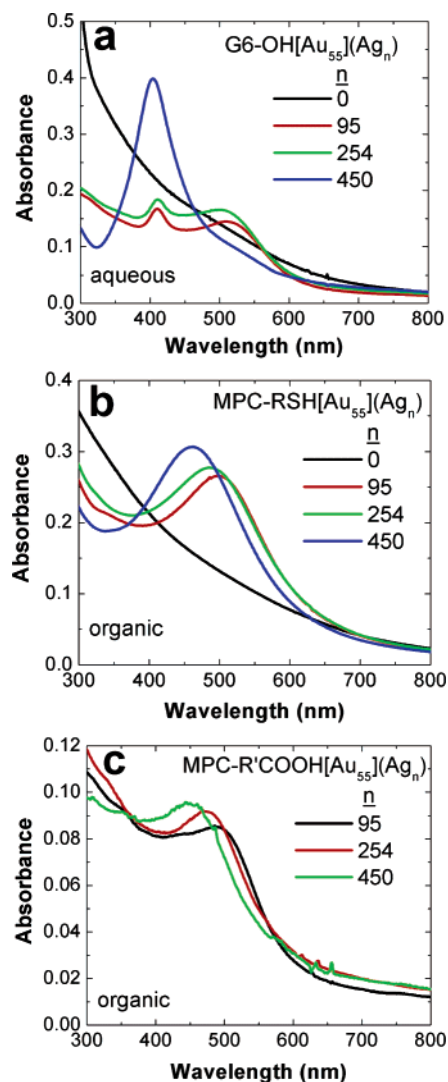 a
G6-OH[Au₅₅](Agₙ)
n
0
95
254
450
aqueous
Absorbance
0.5
0.4
0.3
0.2
0.1
0.0
300 400 500 600 700 800
Wavelength (nm)
b
MPC-RSH[Au₅₅](Agₙ)
n
0
95
254
450
organic
Absorbance
0.4
0.3
0.2
0.1
0.0
300 400 500 600 700 800
Wavelength (nm)
c
MPC-R'COOH[Au₅₅](Agₙ)
n
95
254
450
organic
Absorbance
0.12
0.10
0.08
0.06
0.04
0.02
0.00
300 400 500 600 700 800
Wavelength (nm)